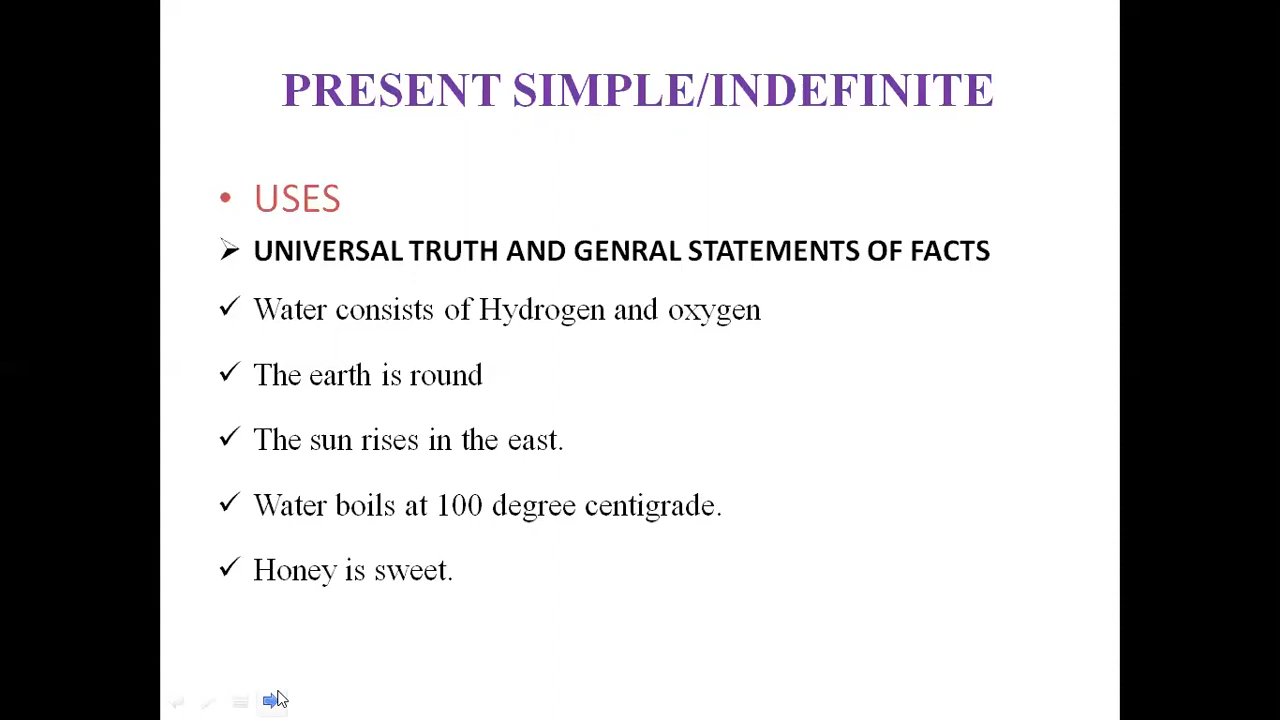 PRESENT SIMPLE/INDEFINITE
• USES
➢ UNIVERSAL TRUTH AND GENRAL STATEMENTS OF FACTS
✓ Water consists of Hydrogen and oxygen
✓ The earth is round
✓ The sun rises in the east.
✓ Water boils at 100 degree centigrade.
✓ Honey is sweet.